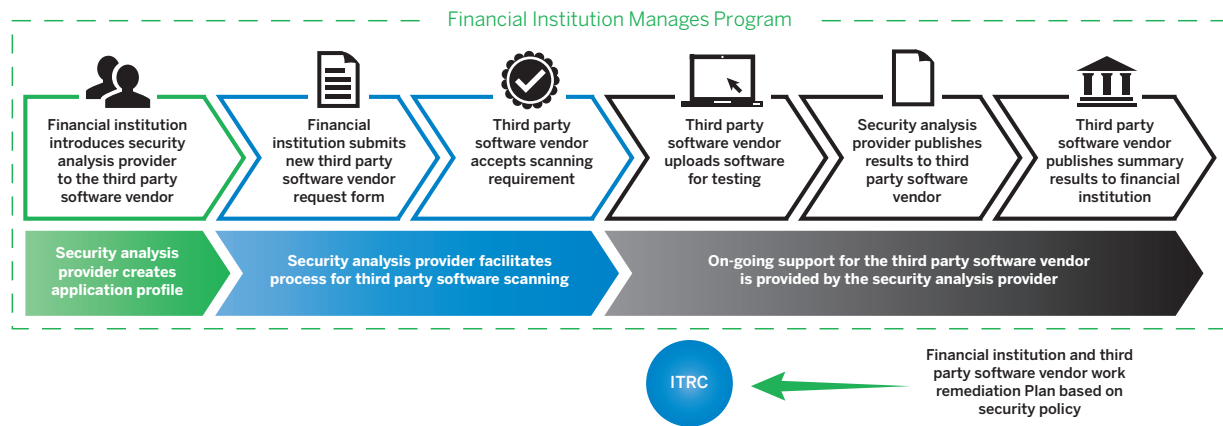 Financial Institution Manages Program
Financial institution
introduces security
analysis provider
to the third party
software vendor
Financial
institution submits
new third party
software vendor
request form
Third party
software vendor
accepts scanning
requirement
Third party
software vendor
uploads software
for testing
Security analysis
provider publishes
results to third
party software
vendor
Third party
software vendor
publishes summary
results to financial
institution
Security analysis
provider creates
application profile
Security analysis provider facilitates
process for third party software scanning
On-going support for the third party software vendor
is provided by the security analysis provider
ITRC
Financial institution and third
party software vendor work
remediation Plan based on
security policy